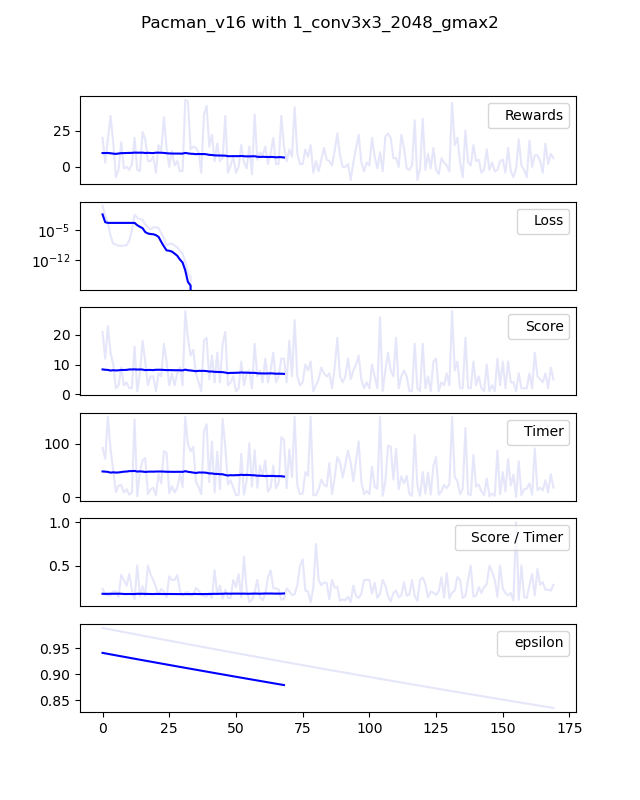 Pacman_v16 with 1_conv3x3_2048_gmax2
25
0
Rewards
10⁻⁵
10⁻¹²
Loss
20
10
0
Score
100
0
Timer
1.0
0.5
Score / Timer
0.95
0.90
0.85
epsilon
0 25 50 75 100 125 150 175